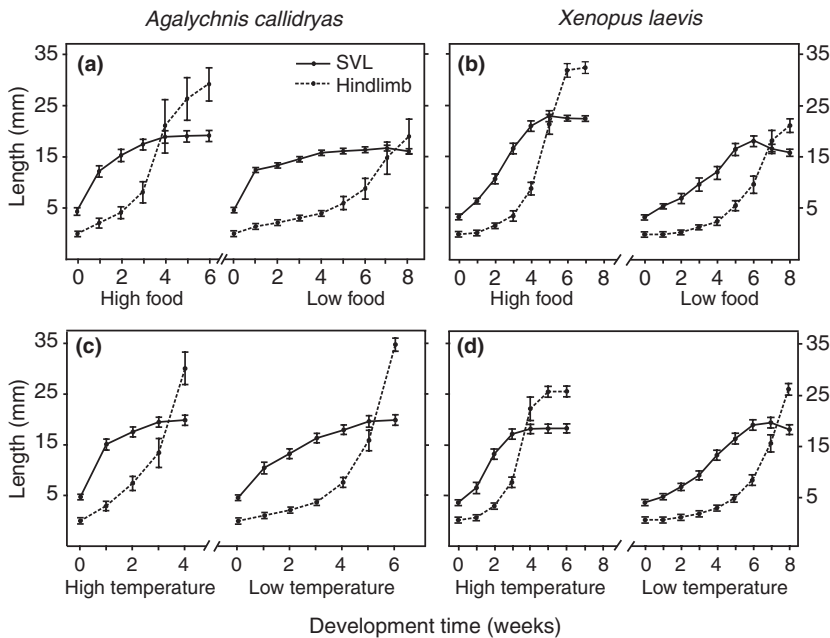 Agalychnis callidryas Xenopus laevis
35 (a) SVL (b) 35
Hindlimb
25 25
Length (mm)
15 15
5 5
0 2 4 6 0 2 4 6 8 0 2 4 6 8 0 2 4 6 8
High food Low food High food Low food
35 (c) (d) 35
25 25
Length (mm)
15 15
5 5
0 1 2 3 4 0 2 4 6 0 2 4 6 8 0 2 4 6 8
High temperature Low temperature High temperature Low temperature
Development time (weeks)